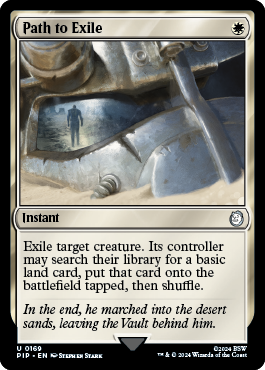 Path to Exile
Instant
Exile target creature. Its controller
may search their library for a basic
land card, put that card onto the
battlefield tapped, then shuffle.
In the end, he marched into the desert
sands, leaving the Vault behind him.
U 0169
PIP • EN Stephen Stark
©2024 BSW
™ & © 2024 Wizards of the Coast